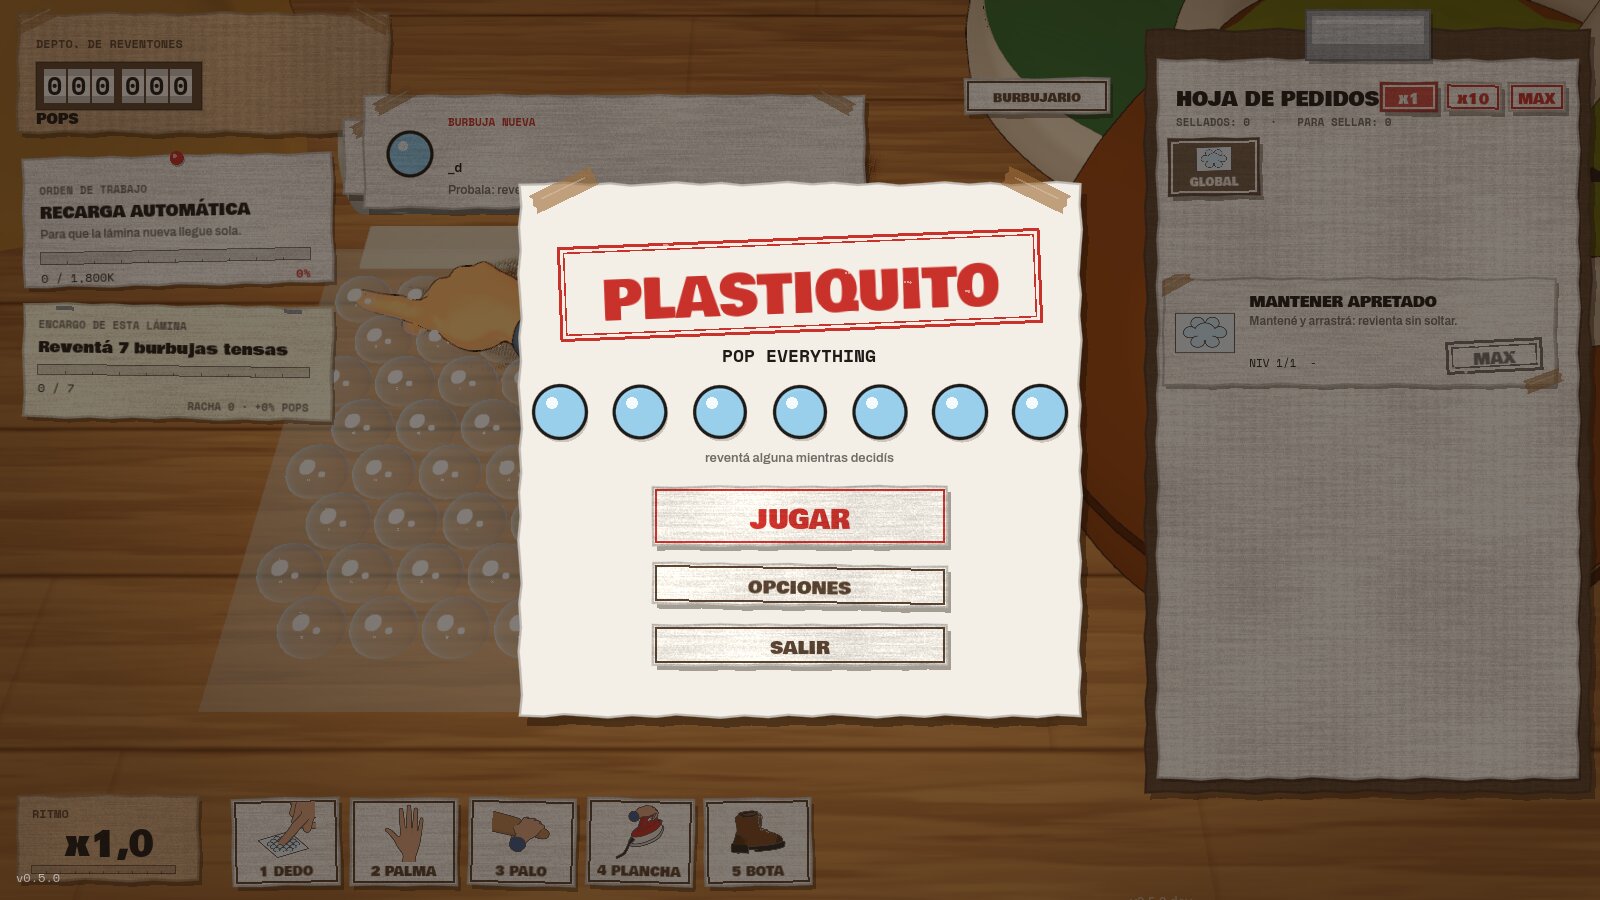 DEPTO. DE REVENTONES
000 000
POPS
ORDEN DE TRABAJO
RECARGA AUTOMÁTICA
Para que la lámina nueva llegue sola.
0 / 1.800K
0%
ENCARGO DE ESTA LÁMINA
Reventá 7 burbujas tensas
0 / 7
RACHA 0 · +0% POPS
BURBUJA NUEVA
_d
Probala: reve
BURBUJARIO
PLASTIQUITO
POP EVERYTHING
reventá alguna mientras decidís
JUGAR
OPCIONES
SALIR
HOJA DE PEDIDOS
x1
x10
MAX
SELLADOS: 0 · PARA SELLAR: 0
GLOBAL
MANTENER APRETADO
Mantené y arrastrá: revienta sin soltar.
NIV 1/1 -
MAX
RITMO
x1,0
v0.5.0
1 DEDO
2 PALMA
3 PALO
4 PLANCHA
5 BOTA